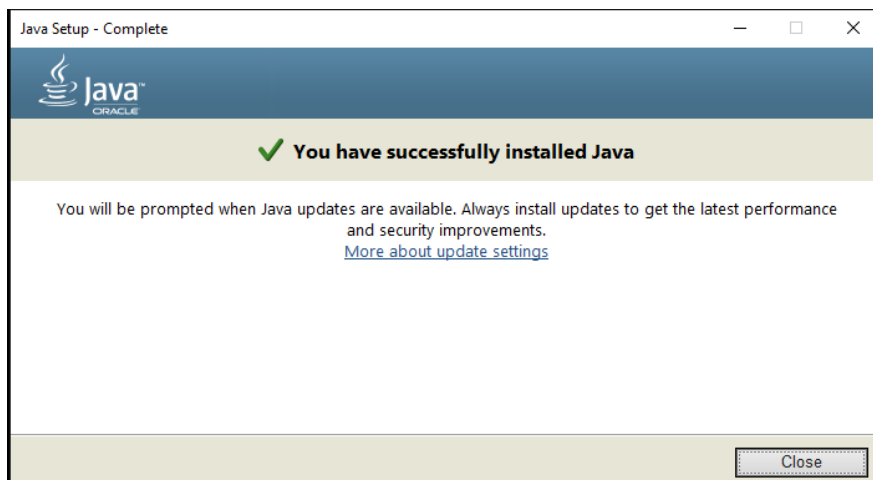 Java Setup - Complete
Java™
ORACLE
You have successfully installed Java
You will be prompted when Java updates are available. Always install updates to get the latest performance
and security improvements.
More about update settings
Close